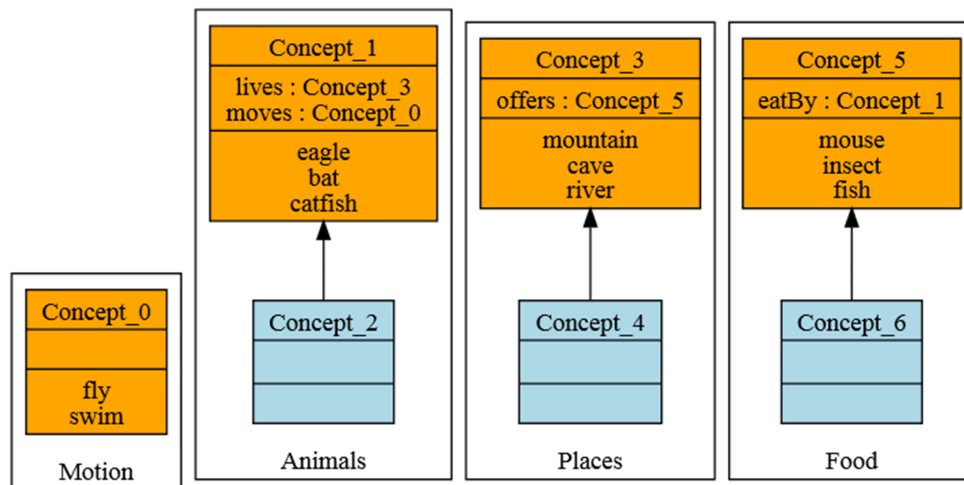 Concept_0
fly
swim
Motion
Concept_1
lives : Concept_3
moves : Concept_0
eagle
bat
catfish
Concept_2
Animals
Concept_3
offers : Concept_5
mountain
cave
river
Concept_4
Places
Concept_5
eatBy : Concept_1
mouse
insect
fish
Concept_6
Food